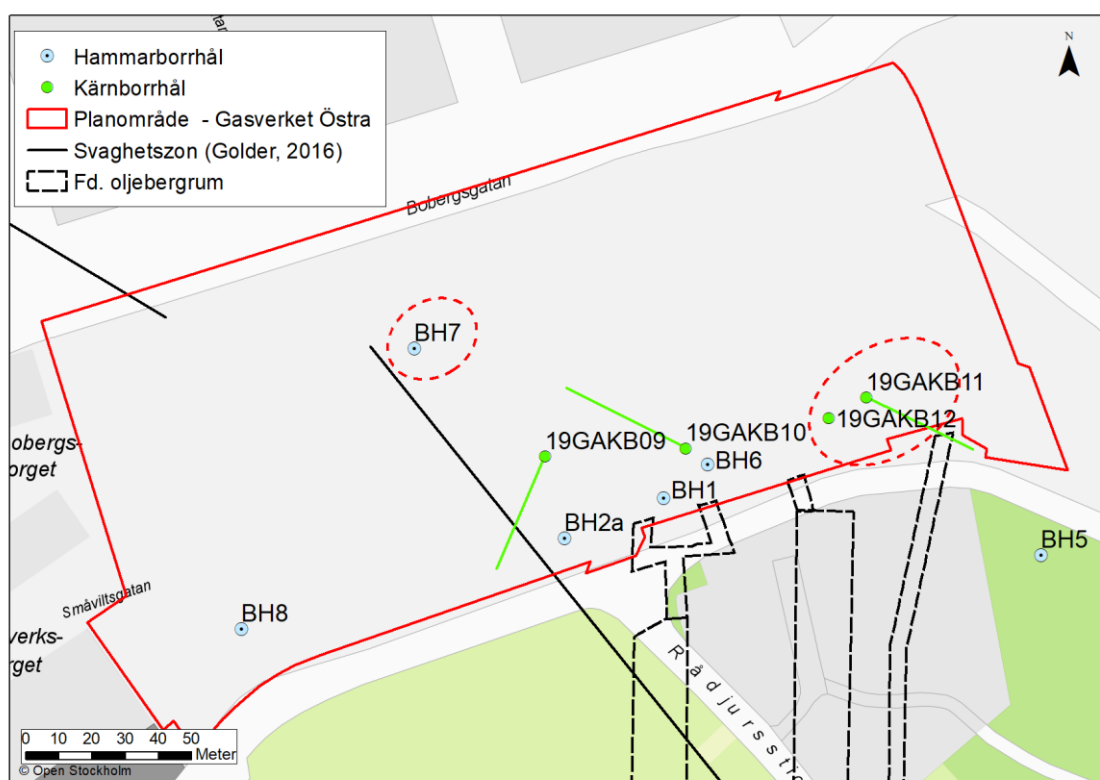 Hammarborrhål
Kärnborrhål
Planområde - Gasverket Östra
Svaghetszon (Golder, 2016)
Fd. oljebergrum
N
Bobergsgatan
BH7
19GAKB11
19GAKB12
19GAKB09
19GAKB10
BH6
BH1
BH2a
BH5
obergs-
orget
Småviltsgatan
BH8
verks-
rget
Rådjursstig
0 10 20 30 40 50
Meter
© Open Stockholm